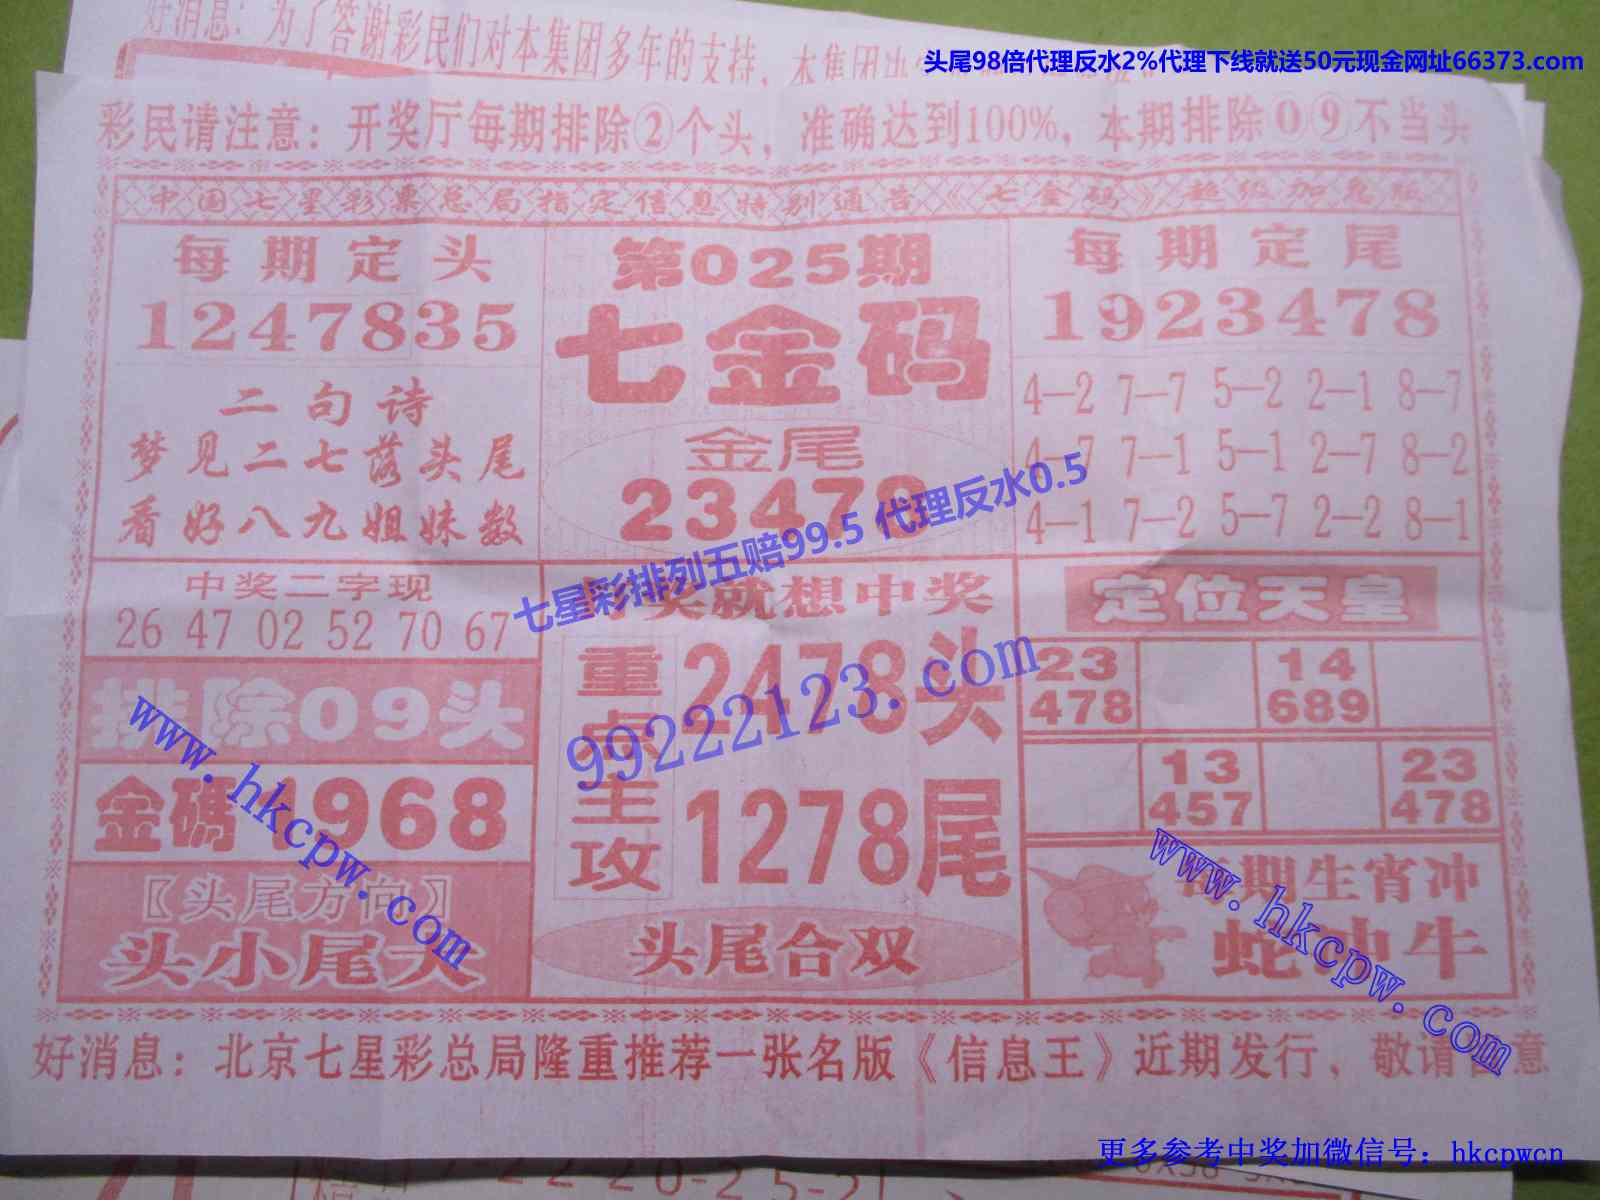 好消息：为了答谢彩民们对本集团多年的支持，本集团
头尾98倍代理反水2%代理下线就送50元现金网址66373.com
彩民请注意：开奖厅每期排除②个头，准确达到100%，本期排除⓪⑨不当头
中国七星彩票总局指定信息特别通告《七金码》超级加急版
每期定头
1247835
二句诗
梦见二七落头尾
看好八九姐妹数
第025期
七金码
金尾
23478
每期定尾
1923478
4—2 7—7 5—2 2—1 8—7
4—7 7—1 5—1 2—7 8—2
4—1 7—2 5—7 2—2 8—1
七星彩排列五赔99.5 代理反水0.5
中奖二字现
26 47 02 52 70 67
排除09头
金碼1968
〖头尾方向〗
头小尾大
奖就想中奖
重点主攻
2478头
1278尾
头尾合双
99222123.com
定位天皇
23 14
478 689
13 23
457 478
每期生宵冲
蛇冲牛
www.hkcpw.com
www.hkcpw.com
好消息：北京七星彩总局隆重推荐一张名版《信息王》近期发行，敬请留意
更多参考中奖加微信号：hkcpwcn